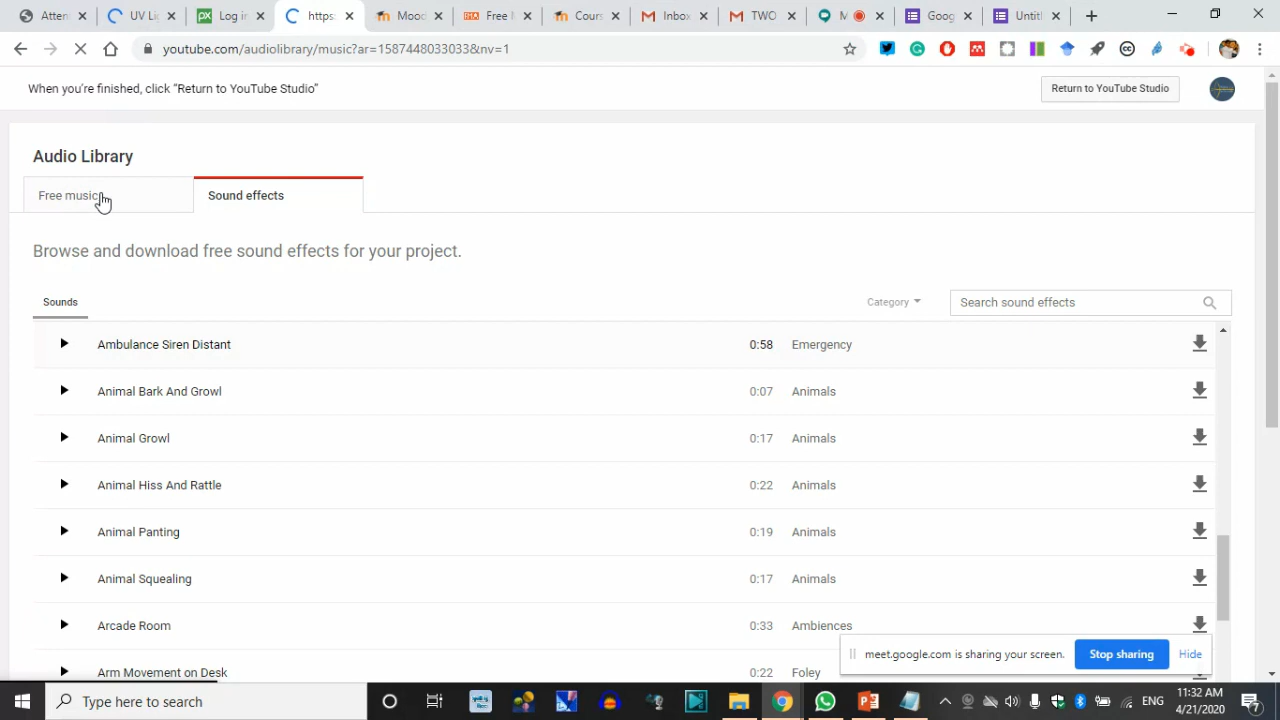 Attern
UV Li
Log in
https:
Mood
Free I
Cours
Inbox
TWO
M
Goog
Untitl
youtube.com/audiolibrary/music?ar=1587448033033&nv=1
When you're finished, click "Return to YouTube Studio"
Return to YouTube Studio
Audio Library
Free music
Sound effects
Browse and download free sound effects for your project.
Sounds
Category
Search sound effects
Ambulance Siren Distant 0:58 Emergency
Animal Bark And Growl 0:07 Animals
Animal Growl 0:17 Animals
Animal Hiss And Rattle 0:22 Animals
Animal Panting 0:19 Animals
Animal Squealing 0:17 Animals
Arcade Room 0:33 Ambiences
Arm Movement on Desk 0:22 Foley
meet.google.com is sharing your screen. Stop sharing Hide
Type here to search
ENG
11:32 AM
4/21/2020
7